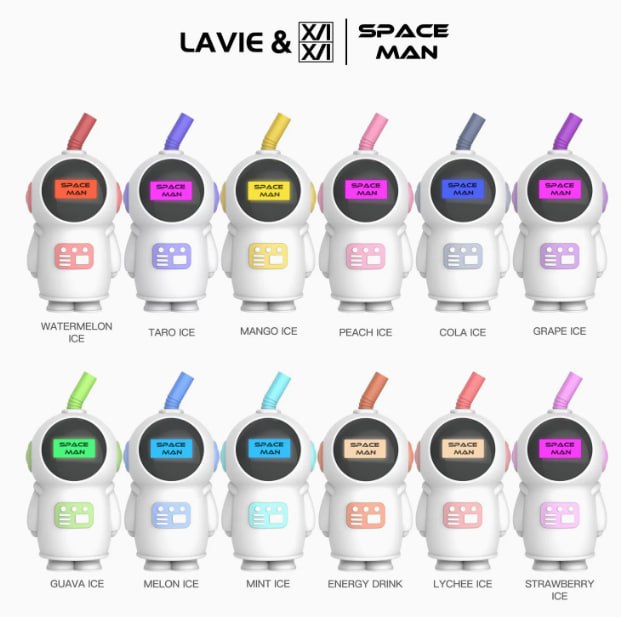 LAVIE & XI XI | SPACE MAN
SPACE MAN
SPACE MAN
SPACE MAN
SPACE MAN
SPACE MAN
SPACE MAN
WATERMELON ICE
TARO ICE
MANGO ICE
PEACH ICE
COLA ICE
GRAPE ICE
SPACE MAN
SPACE MAN
SPACE MAN
SPACE MAN
SPACE MAN
SPACE MAN
GUAVA ICE
MELON ICE
MINT ICE
ENERGY DRINK
LYCHEE ICE
STRAWBERRY ICE